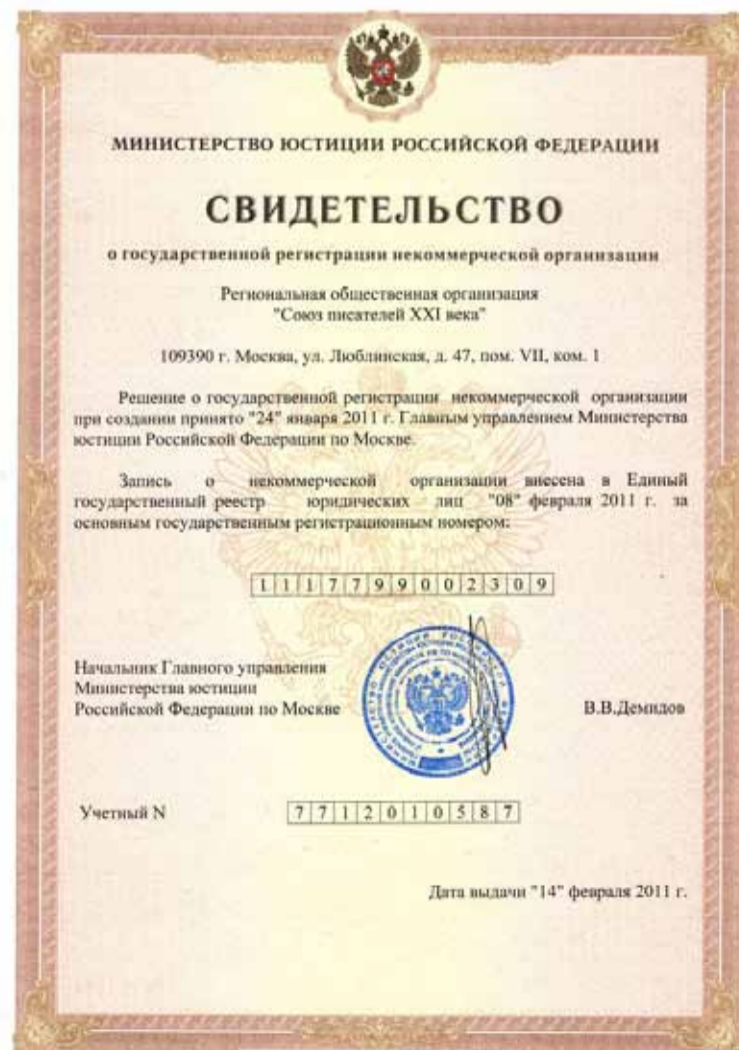 МИНИСТЕРСТВО ЮСТИЦИИ РОССИЙСКОЙ ФЕДЕРАЦИИ
СВИДЕТЕЛЬСТВО
о государственной регистрации некоммерческой организации
Региональная общественная организация
"Союз писателей XXI века"
109390 г. Москва, ул. Люблинская, д. 47, пом. VII, ком. 1
Решение о государственной регистрации некоммерческой организации
при создании принято "24" января 2011 г. Главным управлением Министерства
юстиции Российской Федерации по Москве.
Запись о некоммерческой организации внесена в Единый
государственный реестр юридических лиц "08" февраля 2011 г. за
основным государственным регистрационным номером:
1117799002309
Начальник Главного управления
Министерства юстиции
Российской Федерации по Москве
В.В.Демидов
Учетный N 7712010587
Дата выдачи "14" февраля 2011 г.